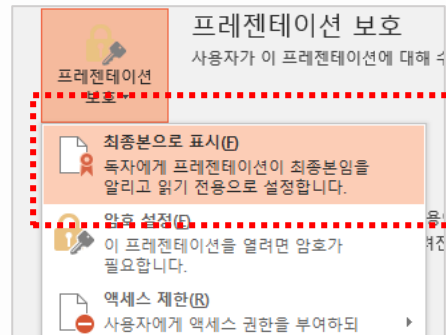 프레젠테이션 보호
사용자가 이 프레젠테이션에 대해
프레젠테이션
보호
최종본으로 표시(F)
독자에게 프레젠테이션이 최종본임을
알리고 읽기 전용으로 설정합니다.
암호 설정(E)
이 프레젠테이션을 열려면 암호가
필요합니다.
액세스 제한(R)
사용자에게 액세스 권한을 부여하되